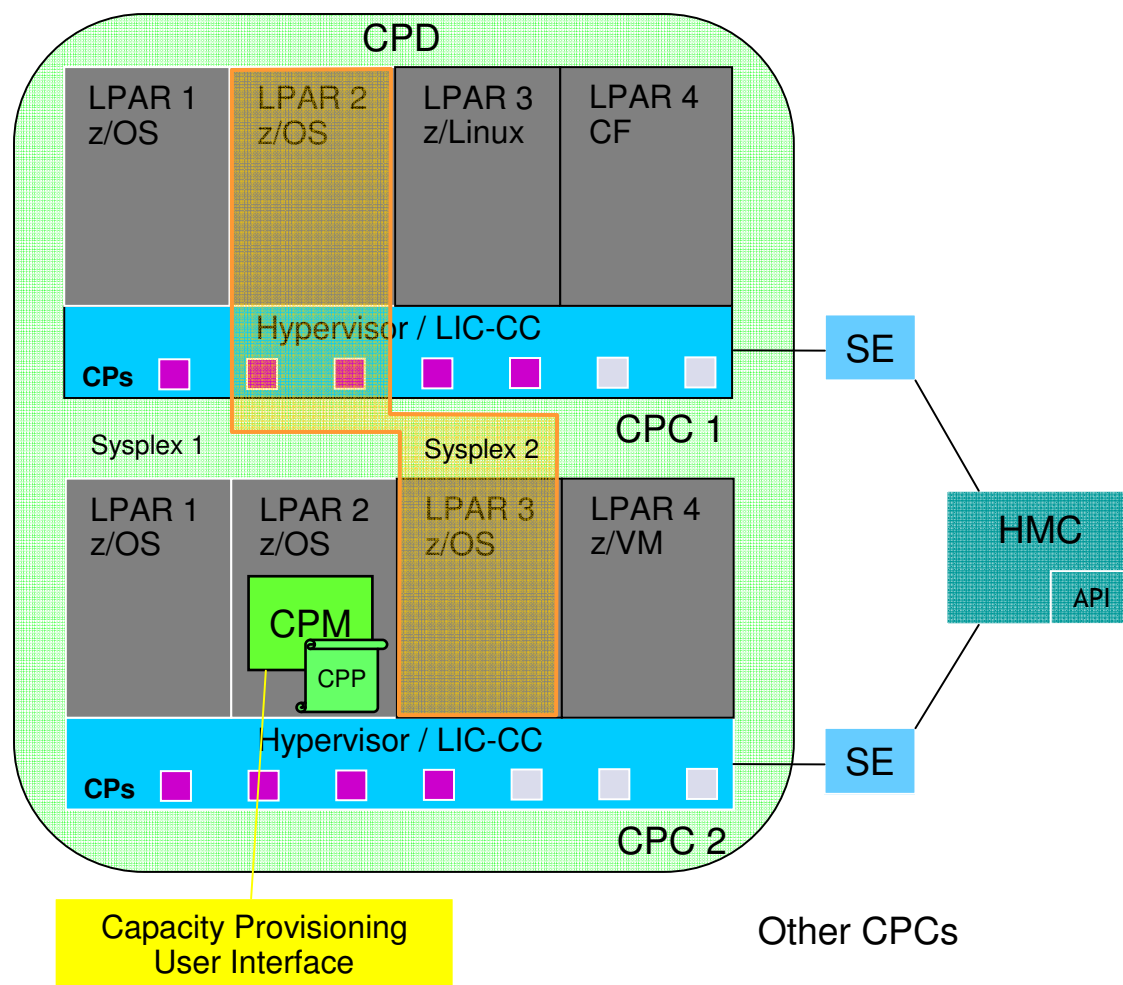 CPD
LPAR 1
z/OS
LPAR 2
z/OS
LPAR 3
z/Linux
LPAR 4
CF
Hypervisor / LIC-CC
CPs
SE
CPC 1
Sysplex 1
Sysplex 2
LPAR 1
z/OS
LPAR 2
z/OS
LPAR 3
z/OS
LPAR 4
z/VM
HMC
API
CPM
CPP
Hypervisor / LIC-CC
CPs
SE
CPC 2
Capacity Provisioning
User Interface
Other CPCs